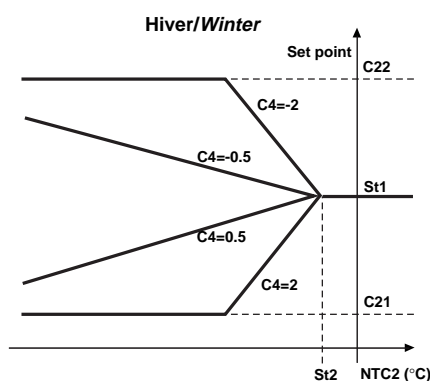 Hiver/Winter
Set point
C22
C4=-2
C4=-0.5
St1
C4=0.5
C4=2
C21
St2
NTC2 (°C)